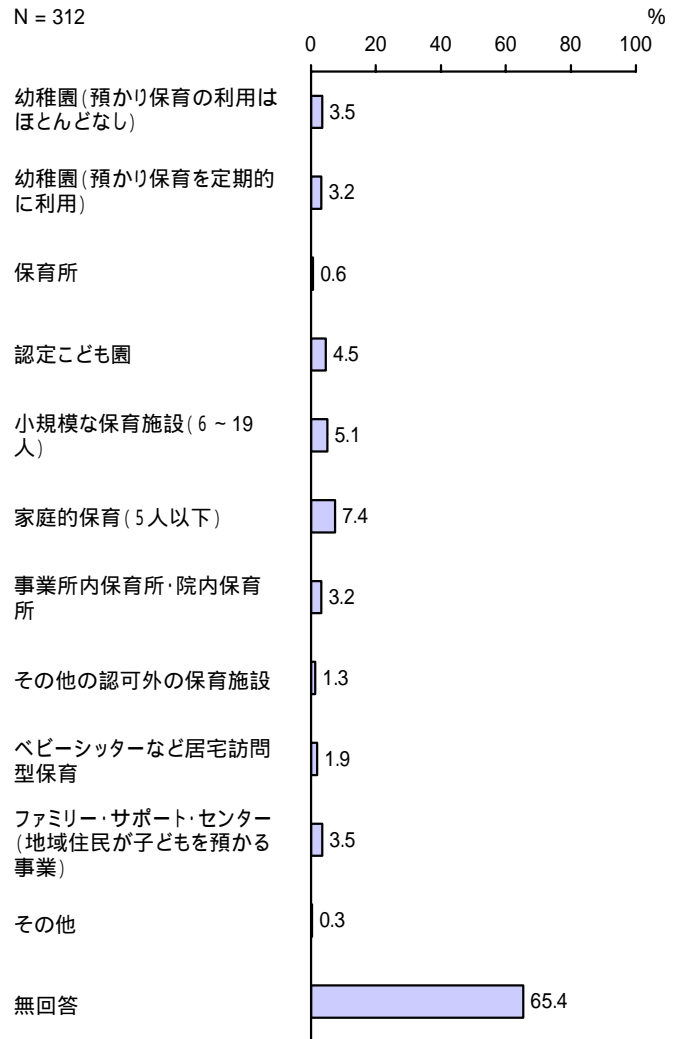 N = 312
%
0 20 40 60 80 100
幼稚園(預かり保育の利用は
ほとんどなし)
3.5
幼稚園(預かり保育を定期的
に利用)
3.2
保育所
0.6
認定こども園
4.5
小規模な保育施設(6~19
人)
5.1
家庭的保育(5人以下)
7.4
事業所内保育所・院内保育
所
3.2
その他の認可外の保育施設
1.3
ベビーシッターなど居宅訪問
型保育
1.9
ファミリー・サポート・センター
(地域住民が子どもを預かる
事業)
3.5
その他
0.3
無回答
65.4